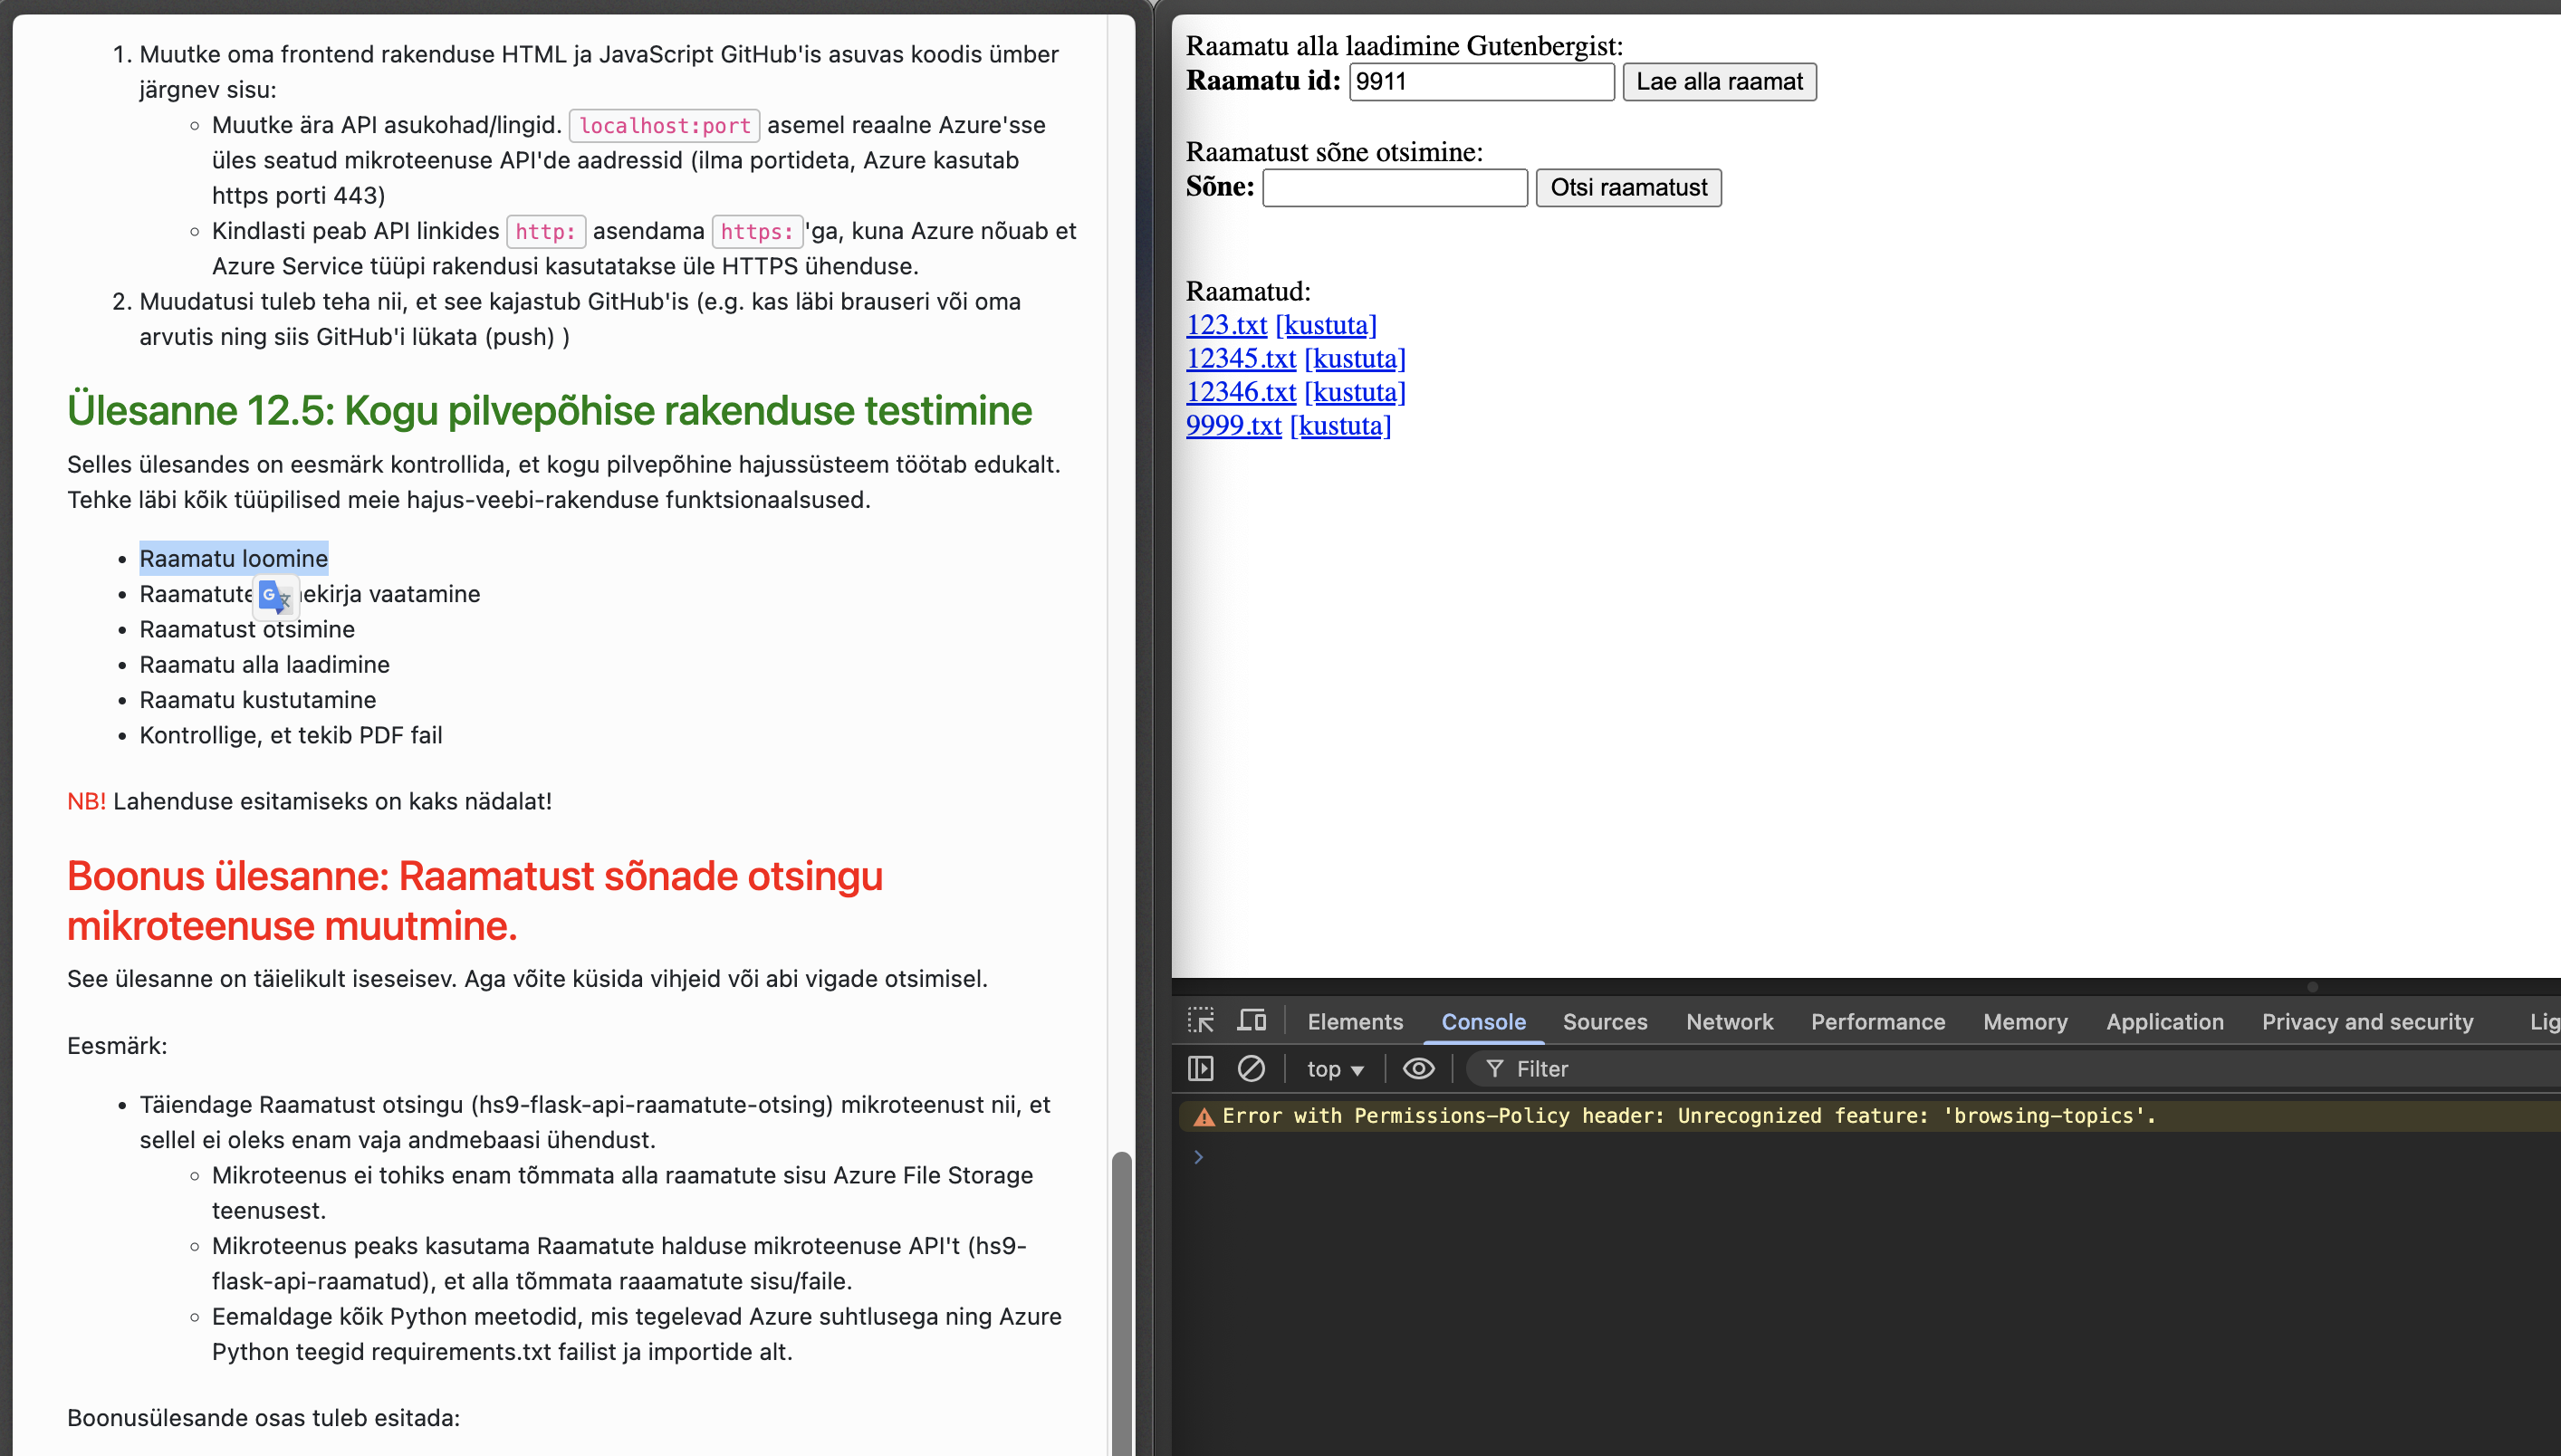 1. Muutke oma frontend rakenduse HTML ja JavaScript GitHub'is asuvas koodis ümber
järgnev sisu:
Muutke ära API asukohad/lingid. localhost:port asemel reaalne Azure'sse
üles seatud mikroteenuse API'de aadressid (ilma portideta, Azure kasutab
https porti 443)
Kindlasti peab API linkides http: asendama https: 'ga, kuna Azure nõuab et
Azure Service tüüpi rakendusi kasutatakse üle HTTPS ühenduse.
2. Muudatusi tuleb teha nii, et see kajastub GitHub'is (e.g. kas läbi brauseri või oma
arvutis ning siis GitHub'i lükata (push) )
Ülesanne 12.5: Kogu pilvepõhise rakenduse testimine
Selles ülesandes on eesmärk kontrollida, et kogu pilvepõhine hajussüsteem töötab edukalt.
Tehke läbi kõik tüüpilised meie hajus-veebi-rakenduse funktsionaalsused.
Raamatu loomine
vaatamine
Raamatust otsimine
Raamatu alla laadimine
Raamatu kustutamine
Kontrollige, et tekib PDF fail
NB! Lahenduse esitamiseks on kaks nädalat!
Boonus ülesanne: Raamatust sõnade otsingu
mikroteenuse muutmine.
See ülesanne on täielikult iseseisev. Aga võite küsida vihjeid või abi vigade otsimisel.
Eesmärk:
Täiendage Raamatust otsingu (hs9-flask-api-raamatute-otsing) mikroteenust nii, et
sellel ei oleks enam vaja andmebaasi ühendust.
Mikroteenus ei tohiks enam tõmmata alla raamatute sisu Azure File Storage
teenusest.
Mikroteenus peaks kasutama Raamatute halduse mikroteenuse API't (hs9-
flask-api-raamatud), et alla tõmmata raaamatute sisu/faile.
Eemaldage kõik Python meetodid, mis tegelevad Azure suhtlusega ning Azure
Python teegid requirements.txt failist ja importide alt.
Boonusülesande osas tuleb esitada:
Raamatu alla laadimine Gutenbergist:
Raamatu id: 9911 Lae alla raamat
Raamatust sõne otsimine:
Sõne: Otsi raamatust
Raamatud:
123.txt [kustuta]
12345.txt [kustuta]
12346.txt [kustuta]
9999.txt [kustuta]
Elements Console Sources Network Performance Memory Application Privacy and security Lig
top Filter
Error with Permissions-Policy header: Unrecognized feature: 'browsing-topics'.